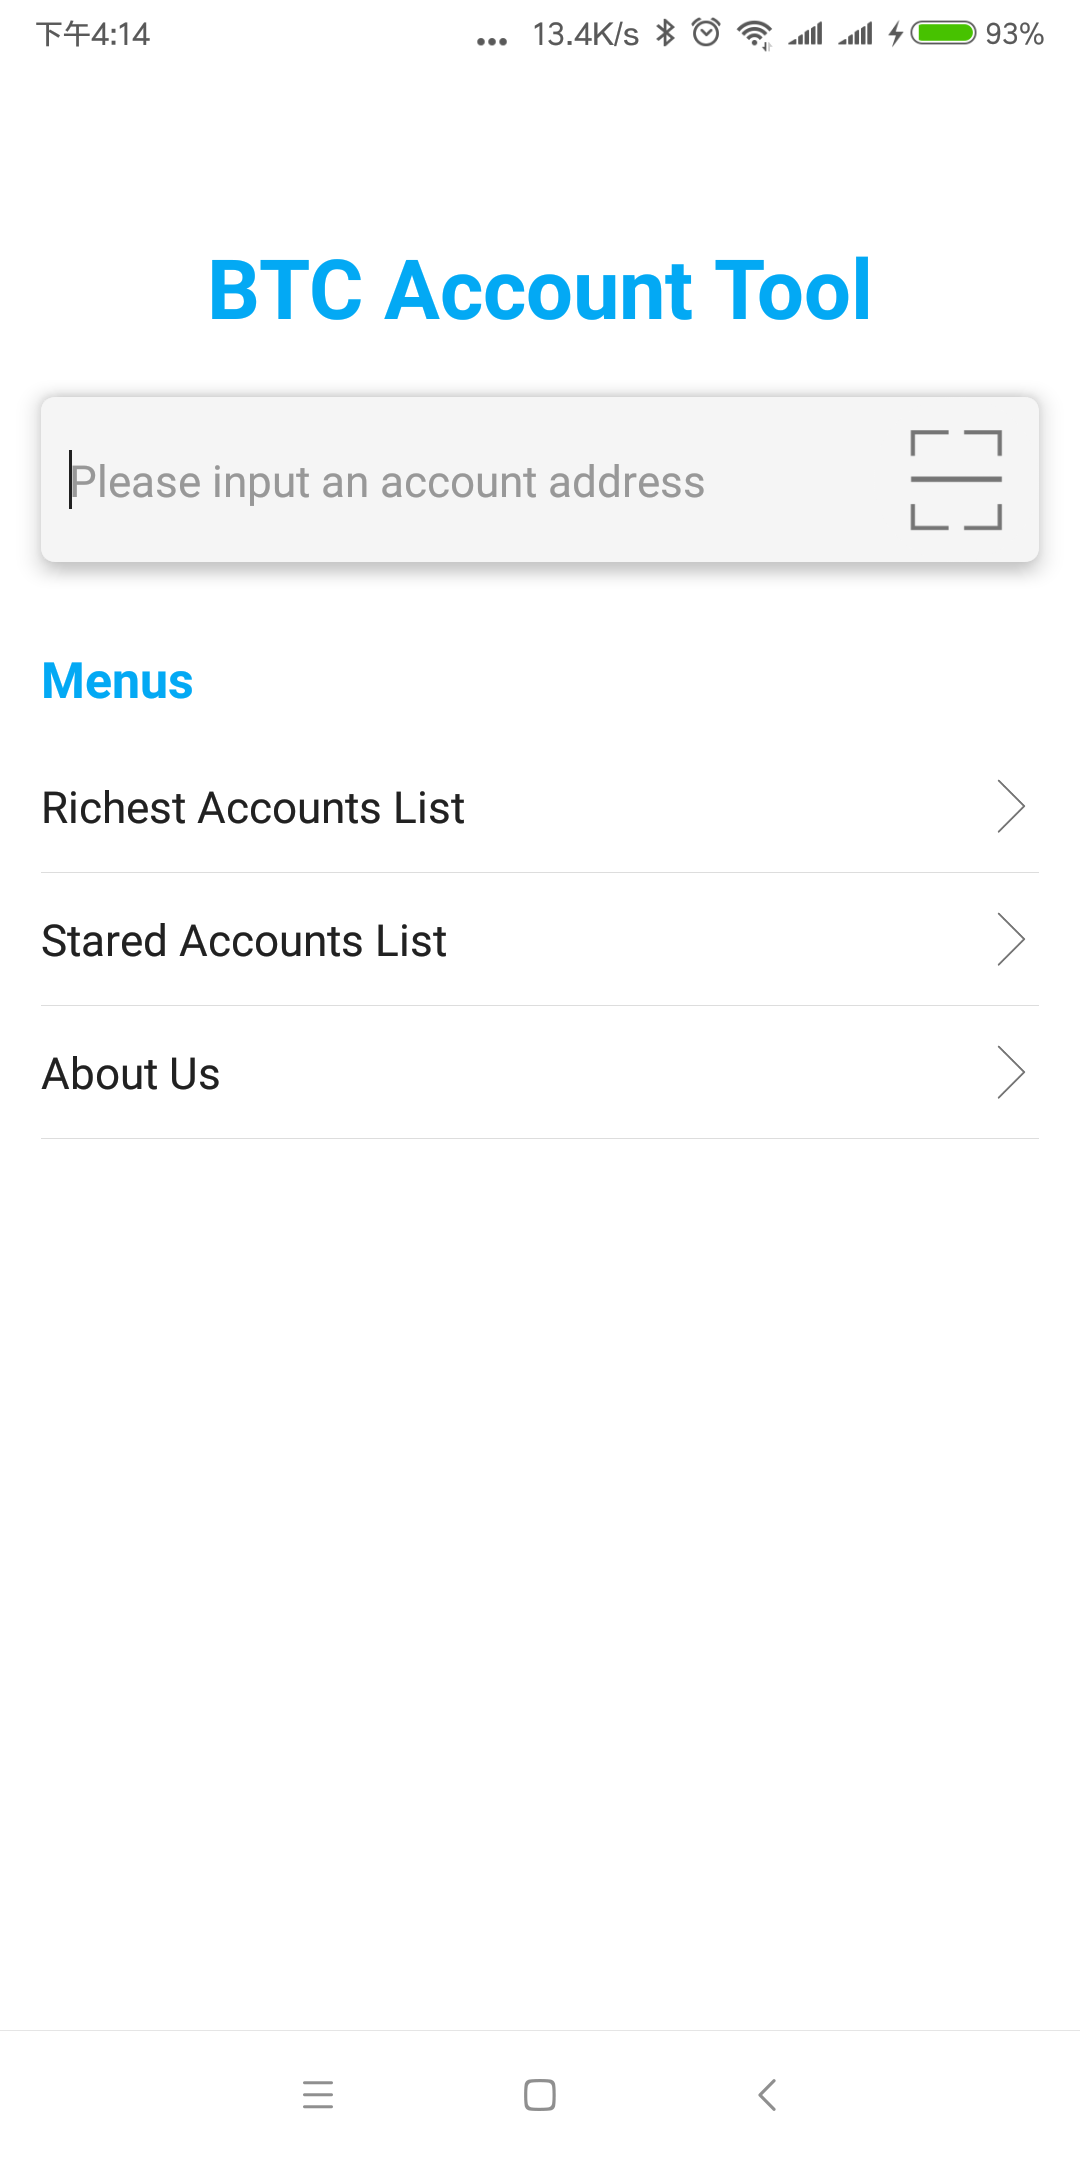 下午4:14 ... 13.4K/s 93%
BTC Account Tool
Please input an account address
Menus
Richest Accounts List
Stared Accounts List
About Us